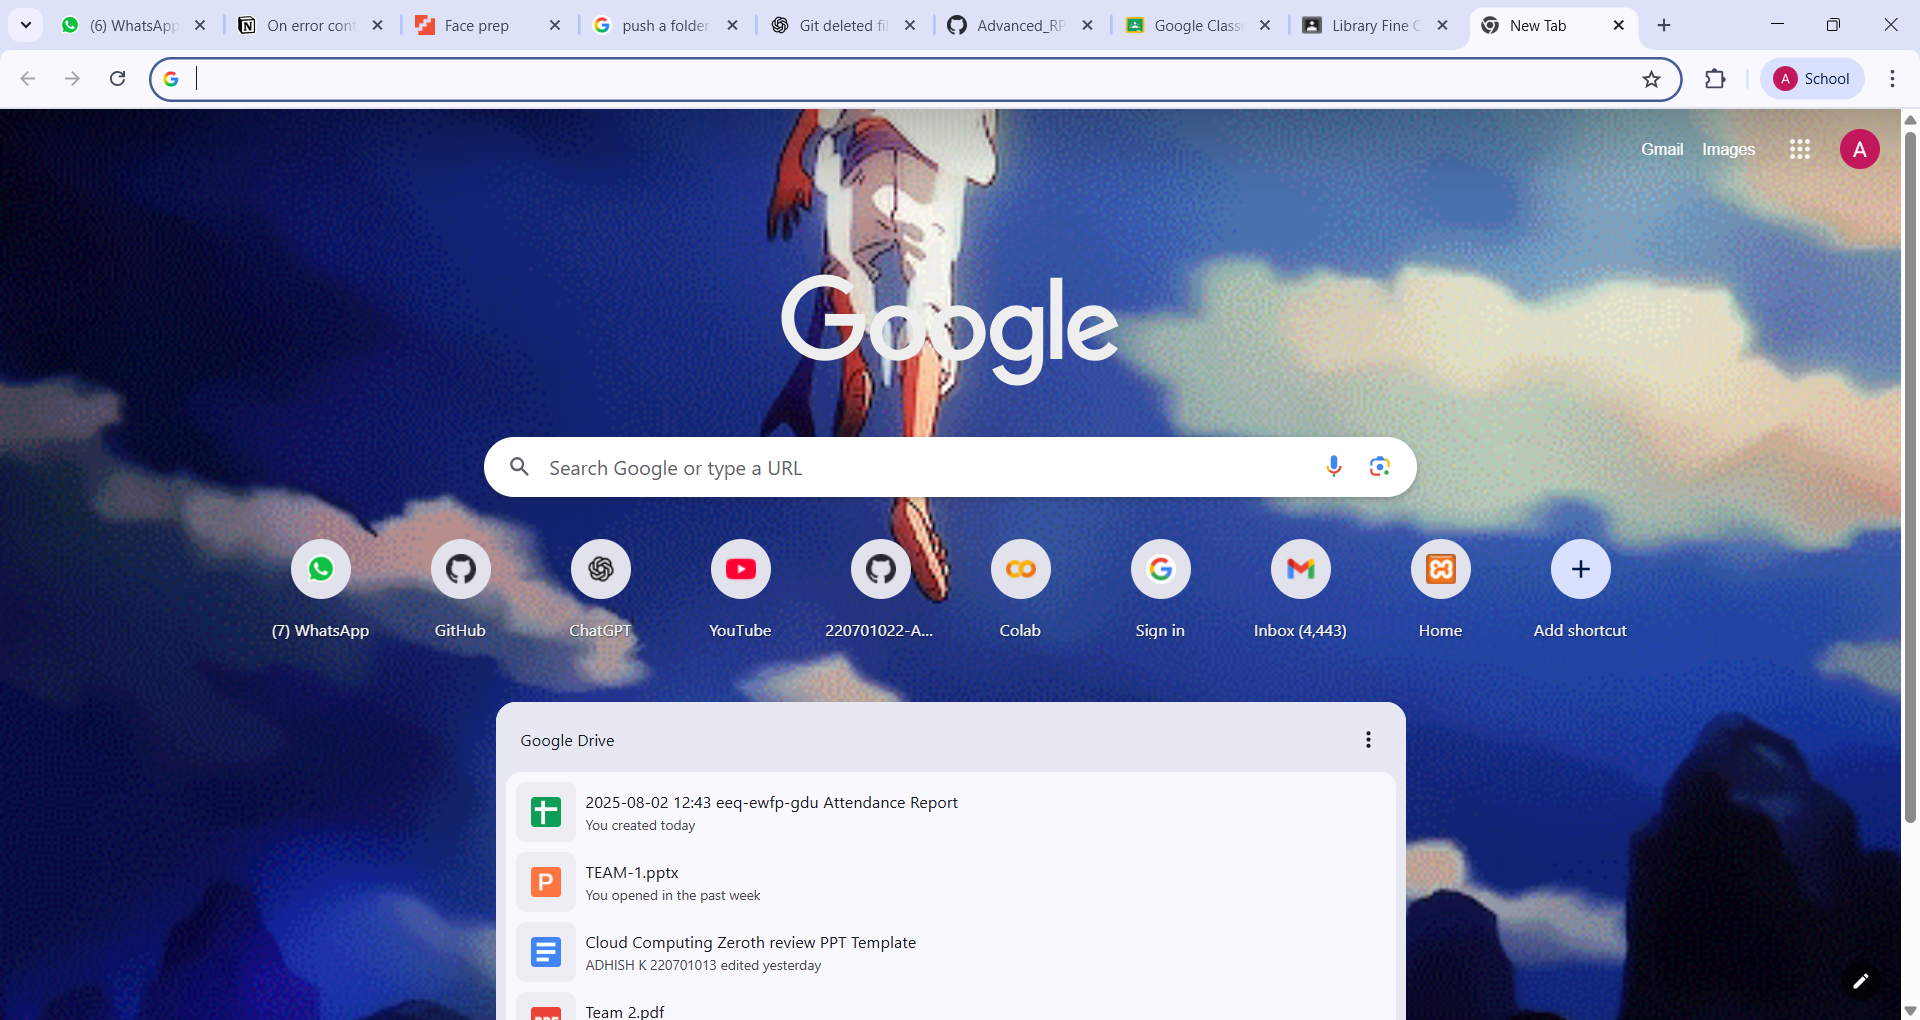 (6) WhatsApp
On error cont
Face prep
push a folder
Git deleted fil
Advanced_RP
Google Class
Library Fine C
New Tab
School
A
Gmail
Images
A
Google
Search Google or type a URL
(7) WhatsApp
GitHub
ChatGPT
YouTube
220701022-A...
Colab
Sign in
Inbox (4,443)
Home
Add shortcut
Google Drive
2025-08-02 12:43 eeq-ewfp-gdu Attendance Report
You created today
P
TEAM-1.pptx
You opened in the past week
Cloud Computing Zeroth review PPT Template
ADHISH K 220701013 edited yesterday
Team 2.pdf